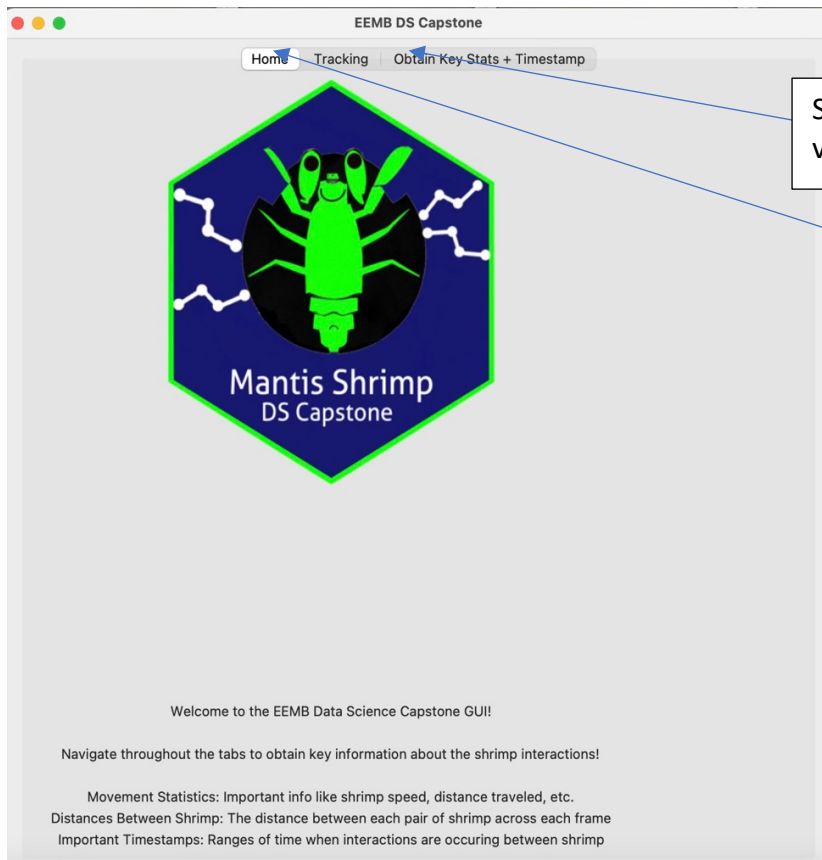 EEMB DS Capstone
Home Tracking Obtain Key Stats + Timestamp
Mantis Shrimp
DS Capstone
Welcome to the EEMB Data Science Capstone GUI!
Navigate throughout the tabs to obtain key information about the shrimp interactions!
Movement Statistics: Important info like shrimp speed, distance traveled, etc.
Distances Between Shrimp: The distance between each pair of shrimp across each frame
Important Timestamps: Ranges of time when interactions are occuring between shrimp